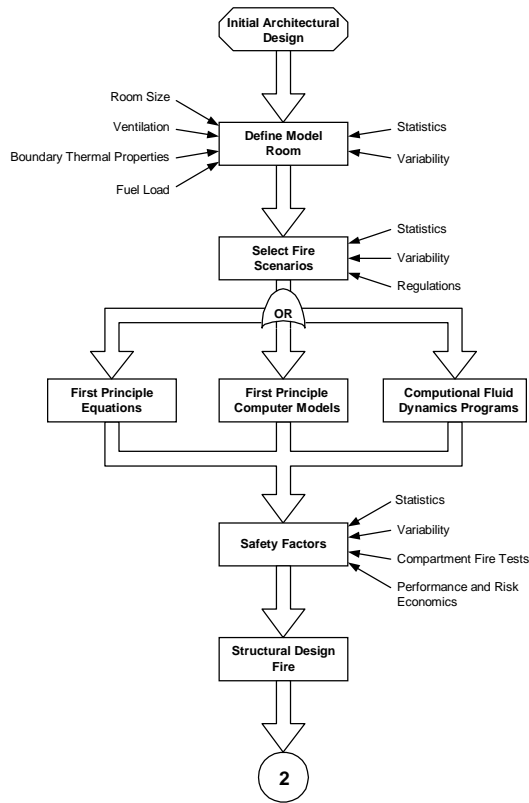 Initial Architectural
Design
Room Size
Ventilation
Boundary Thermal Properties
Fuel Load
Define Model
Room
Statistics
Variability
Select Fire
Scenarios
Statistics
Variability
Regulations
OR
First Principle
Equations
First Principle
Computer Models
Computional Fluid
Dynamics Programs
Safety Factors
Statistics
Variability
Compartment Fire Tests
Performance and Risk
Economics
Structural Design
Fire
2